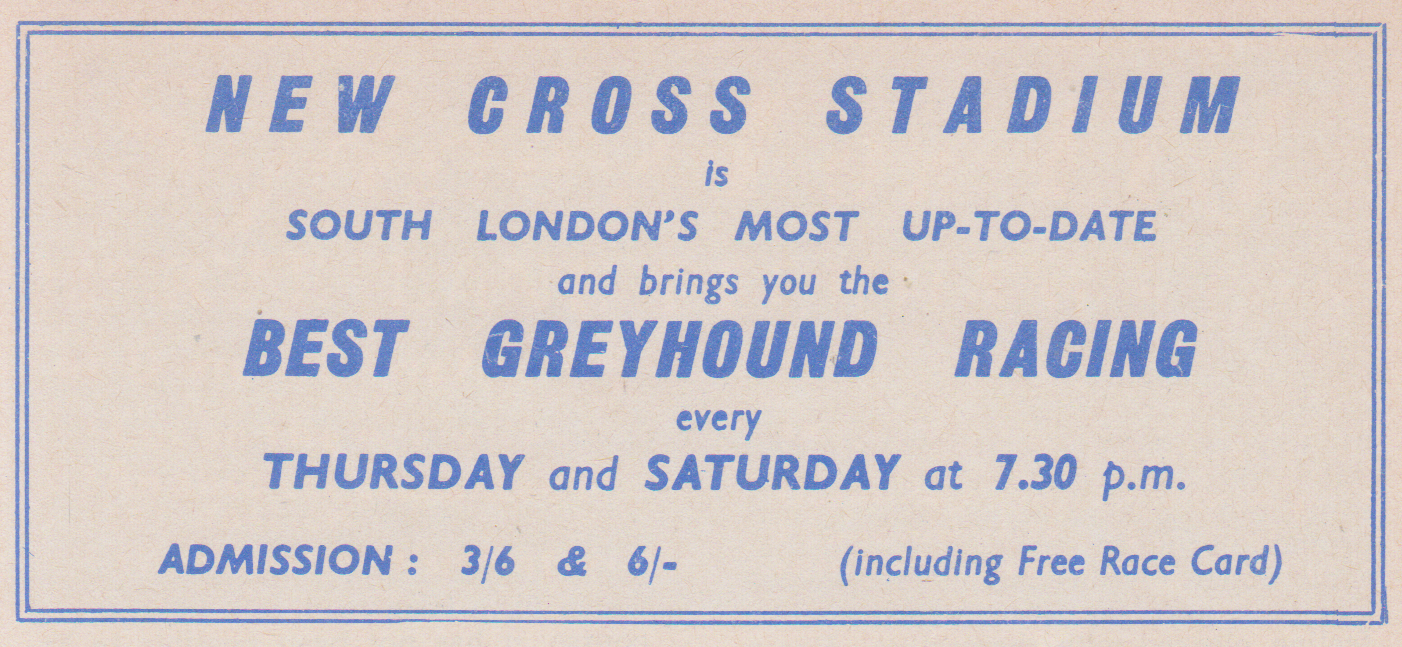 NEW CROSS STADIUM
is
SOUTH LONDON'S MOST UP-TO-DATE
and brings you the
BEST GREYHOUND RACING
every
THURSDAY and SATURDAY at 7.30 p.m.
ADMISSION : 3/6 & 6/- (including Free Race Card)